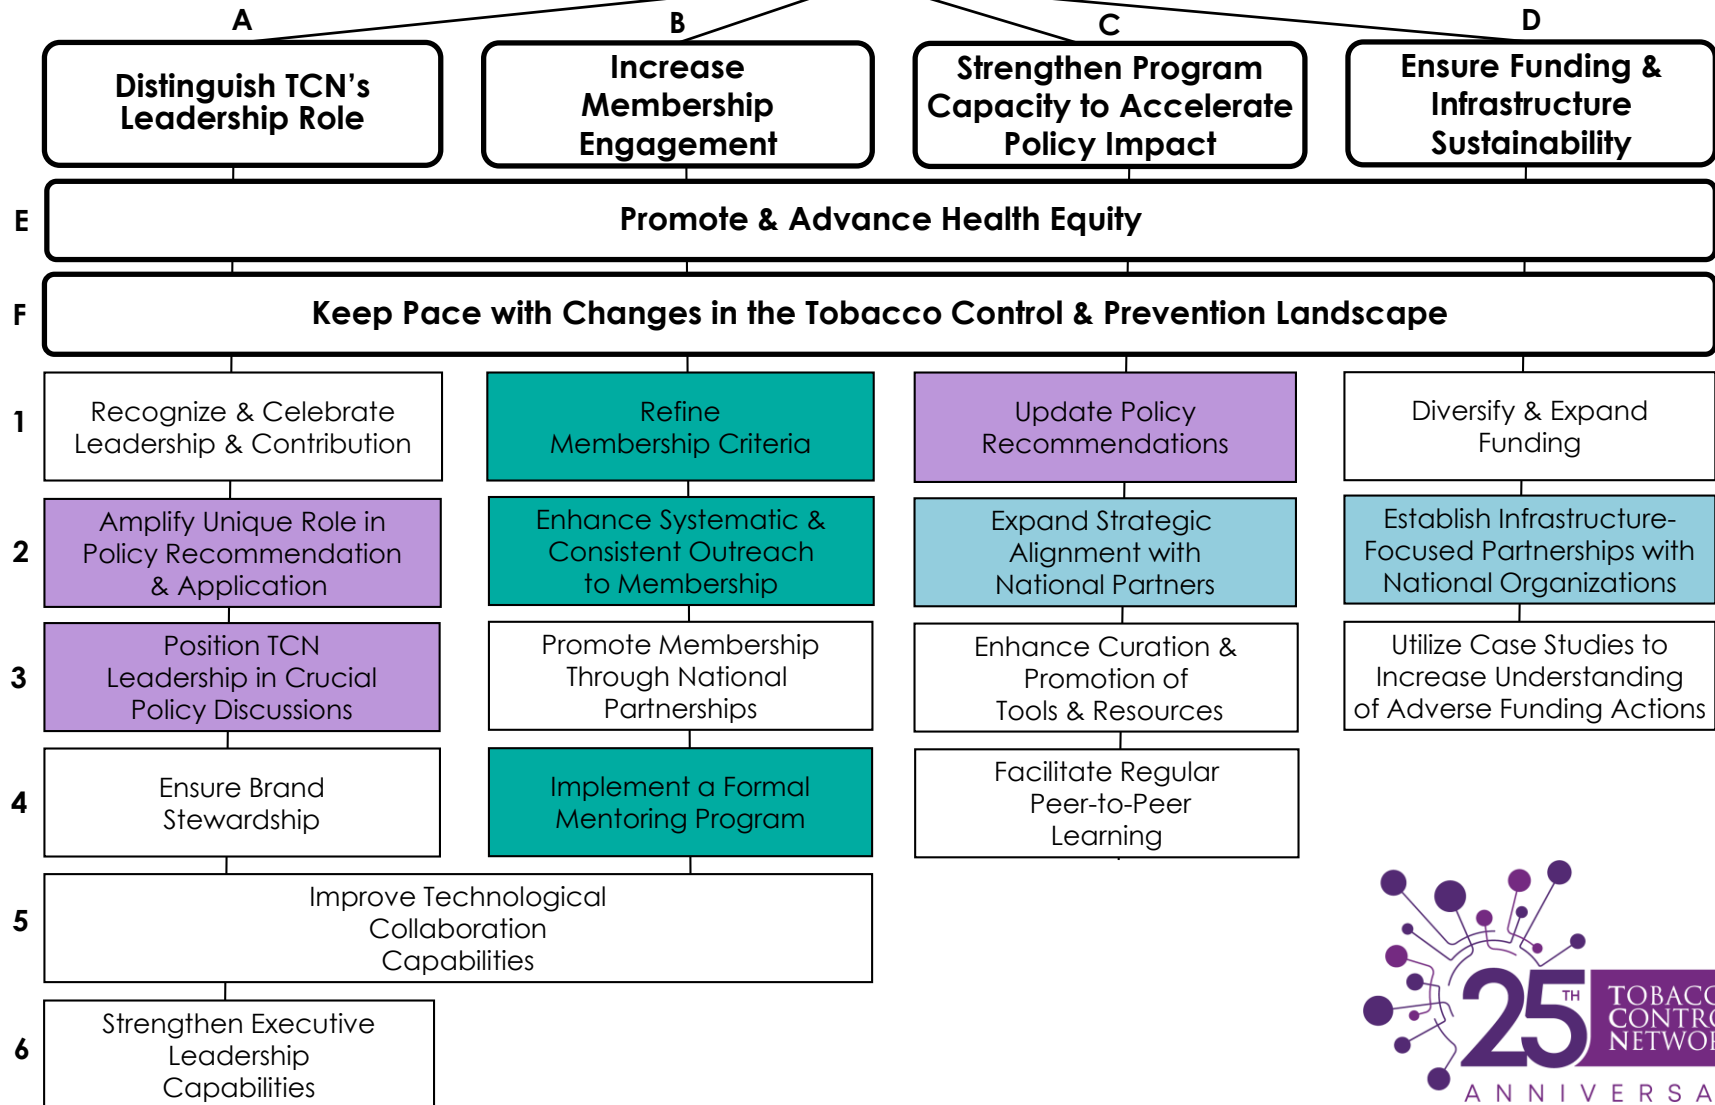 A
B
C
D
Distinguish TCN's
Leadership Role
Increase
Membership
Engagement
Strengthen Program
Capacity to Accelerate
Policy Impact
Ensure Funding &
Infrastructure
Sustainability
E
Promote & Advance Health Equity
F
Keep Pace with Changes in the Tobacco Control & Prevention Landscape
1
Recognize & Celebrate
Leadership & Contribution
Refine
Membership Criteria
Update Policy
Recommendations
Diversify & Expand
Funding
2
Amplify Unique Role in
Policy Recommendation
& Application
Enhance Systematic &
Consistent Outreach
to Membership
Expand Strategic
Alignment with
National Partners
Establish Infrastructure-
Focused Partnerships with
National Organizations
3
Position TCN
Leadership in Crucial
Policy Discussions
Promote Membership
Through National
Partnerships
Enhance Curation &
Promotion of
Tools & Resources
Utilize Case Studies to
Increase Understanding
of Adverse Funding Actions
4
Ensure Brand
Stewardship
Implement a Formal
Mentoring Program
Facilitate Regular
Peer-to-Peer
Learning
5
Improve Technological
Collaboration
Capabilities
6
Strengthen Executive
Leadership
Capabilities
25TH
TOBACCO
CONTRO
NETWOR
ANNIVERSA